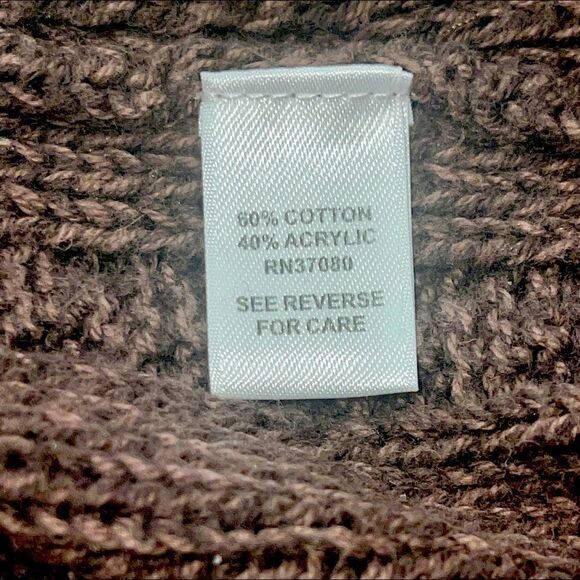 60% COTTON
40% ACRYLIC
RN37080
SEE REVERSE
FOR CARE